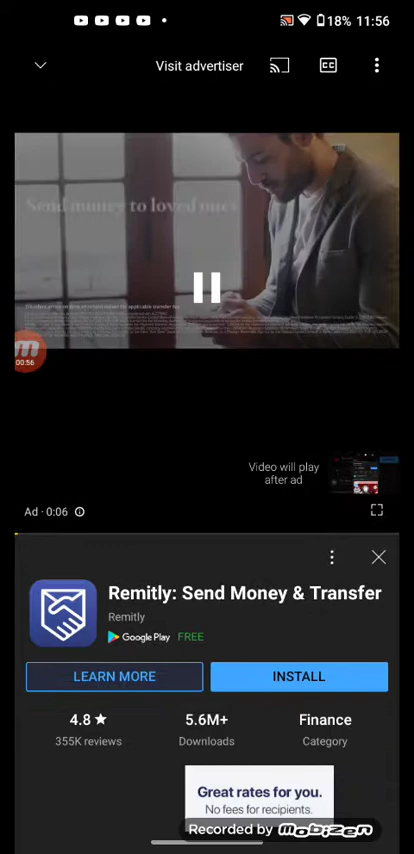 18% 11:56
Visit advertiser
CC
Send money to loved ones
00:56
Video will play
after ad
Ad · 0:06
Remitly: Send Money & Transfer
Remitly
Google Play FREE
LEARN MORE
INSTALL
4.8 ★
5.6M+
Finance
355K reviews
Downloads
Category
Great rates for you.
No fees for recipients.
Recorded by mobizen